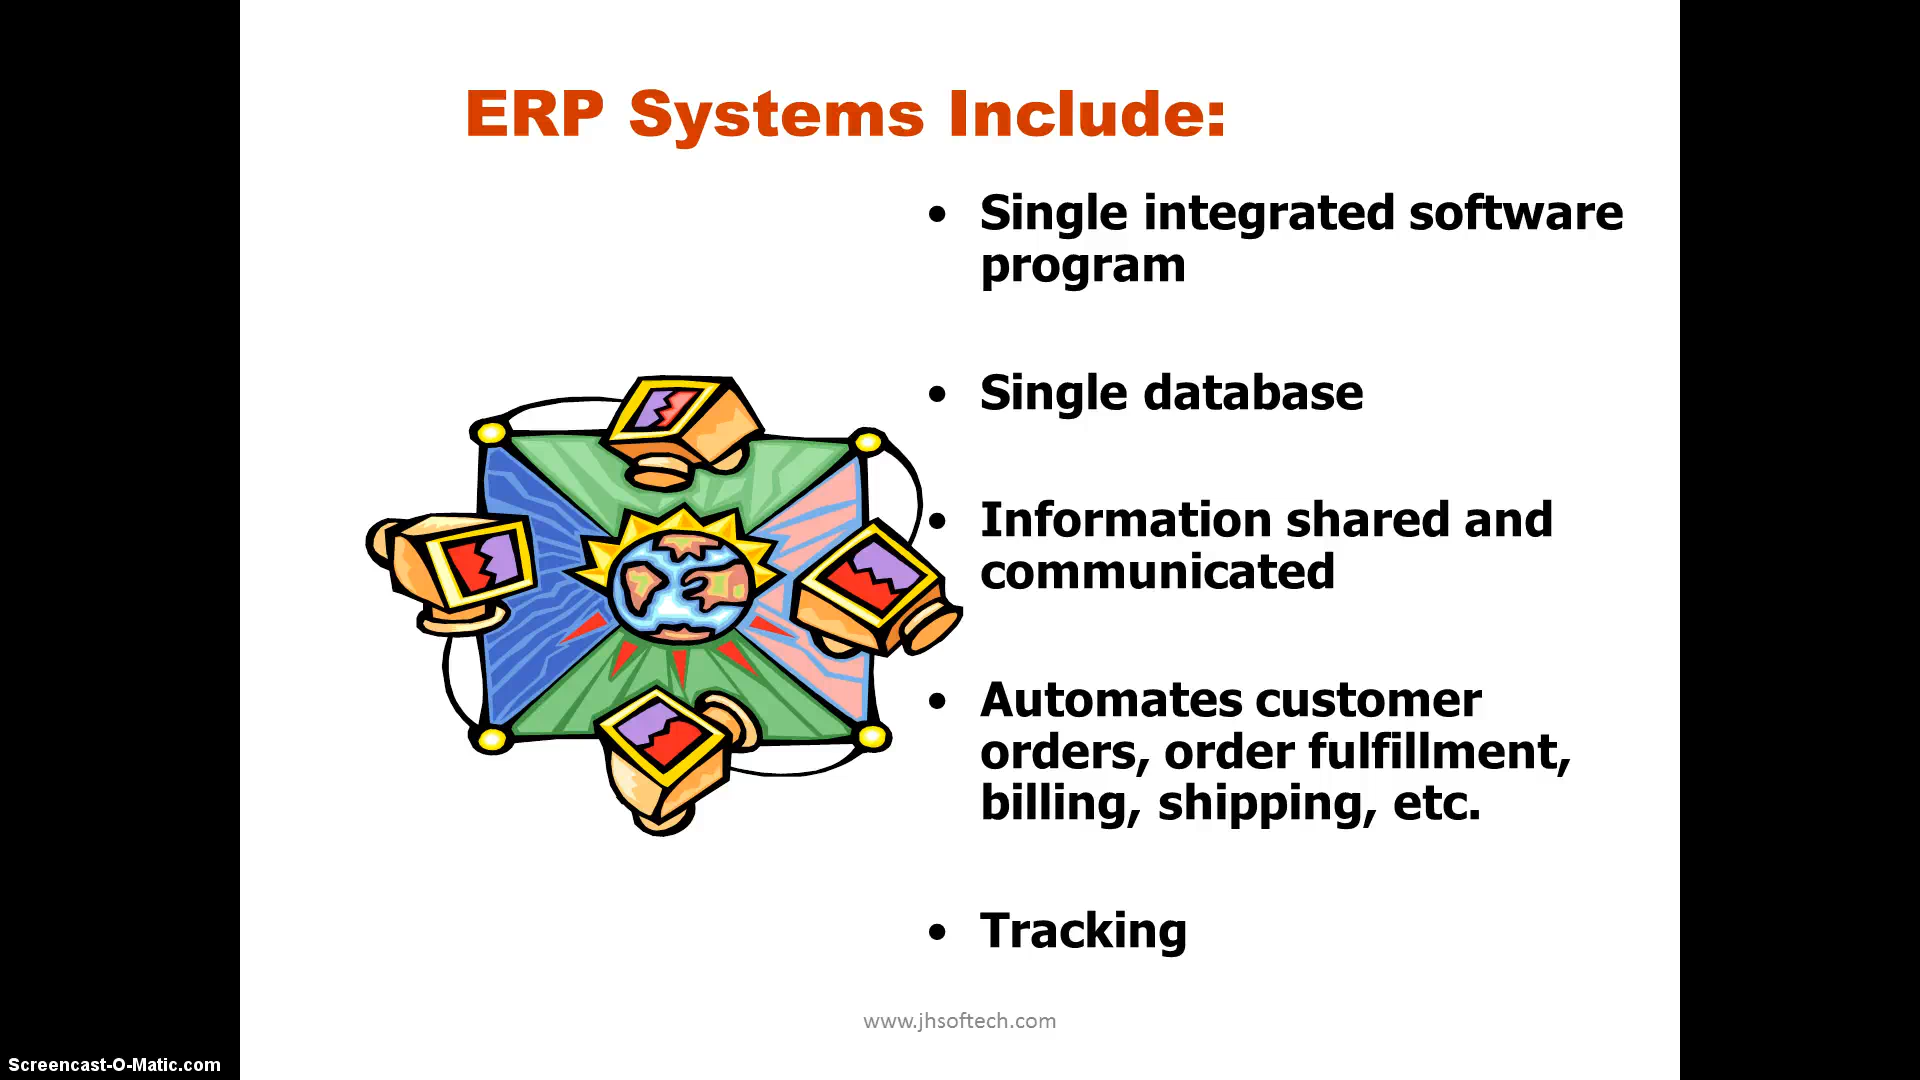 ERP Systems Include:
• Single integrated software
program
• Single database
• Information shared and
communicated
• Automates customer
orders, order fulfillment,
billing, shipping, etc.
• Tracking
www.jhsoftech.com
Screencast-O-Matic.com